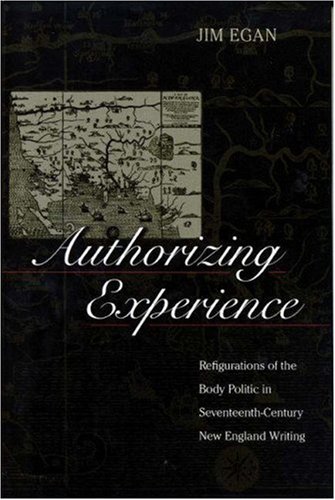 JIM EGAN
Authorizing
Experience
Refigurations of the
Body Politic in
Seventeenth-Century
New England Writing